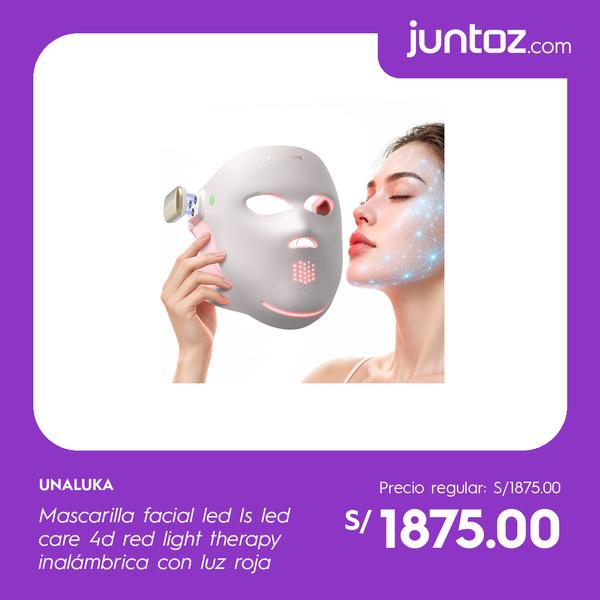 juntoz.com
UNALUKA
Mascarilla facial led ls led
care 4d red light therapy
inalámbrica con luz roja
Precio regular: S/1875.00
S/1875.00